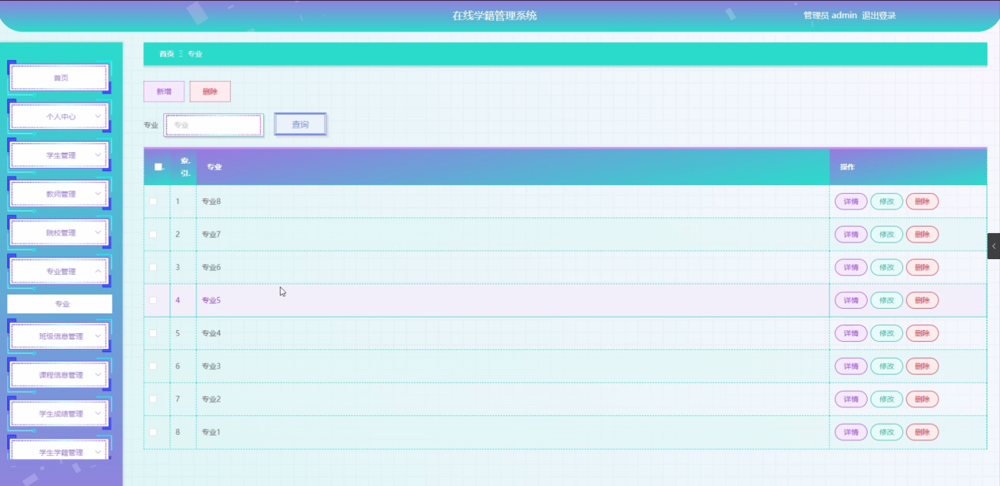 在线学籍管理系统
管理员 admin 退出登录
首页
个人中心
学生管理
教师管理
院校管理
专业管理
专业
班级信息管理
课程信息管理
学生成绩管理
学生学籍管理
首页 Ξ 专业
新增 删除
专业 专业 查询
索引 专业 操作
1 专业8 详情 修改 删除
2 专业7 详情 修改 删除
3 专业6 详情 修改 删除
4 专业5 详情 修改 删除
5 专业4 详情 修改 删除
6 专业3 详情 修改 删除
7 专业2 详情 修改 删除
8 专业1 详情 修改 删除